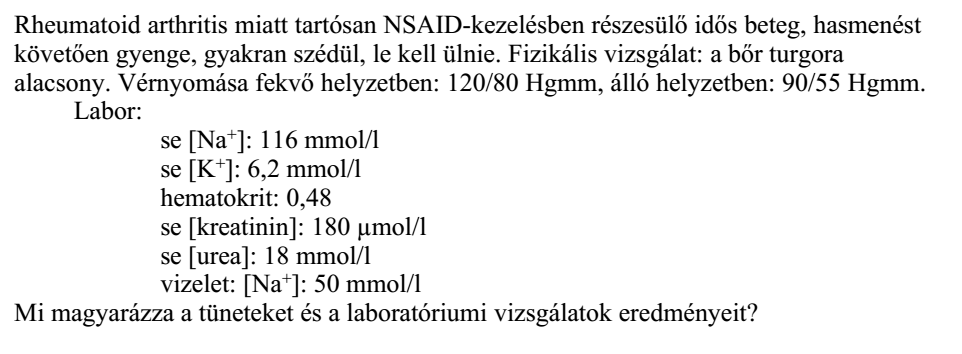 Rheumatoid arthritis miatt tartósan NSAID-kezelésben részesülő idős beteg, hasmenést
követően gyenge, gyakran szédül, le kell ülnie. Fizikális vizsgálat: a bőr turgora
alacsony. Vérnyomása fekvő helyzetben: 120/80 Hgmm, álló helyzetben: 90/55 Hgmm.
Labor:
se [Na⁺]: 116 mmol/l
se [K⁺]: 6,2 mmol/l
hematokrit: 0,48
se [kreatinin]: 180 μmol/l
se [urea]: 18 mmol/l
vizelet: [Na⁺]: 50 mmol/l
Mi magyarázza a tüneteket és a laboratóriumi vizsgálatok eredményeit?